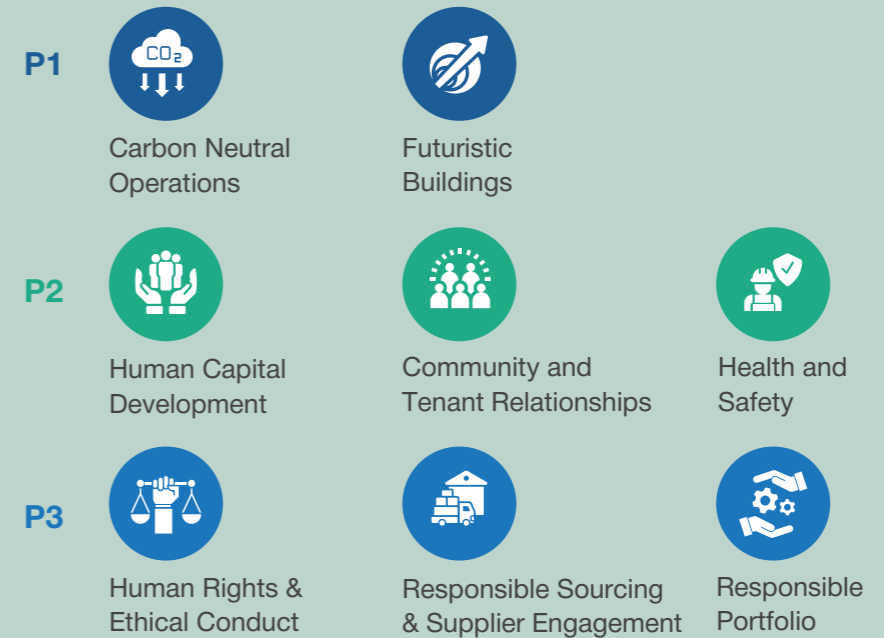 P1
CO2
Carbon Neutral
Operations
Futuristic
Buildings
P2
Human Capital
Development
Community and
Tenant Relationships
Health and
Safety
P3
Human Rights &
Ethical Conduct
Responsible Sourcing
& Supplier Engagement
Responsible
Portfolio